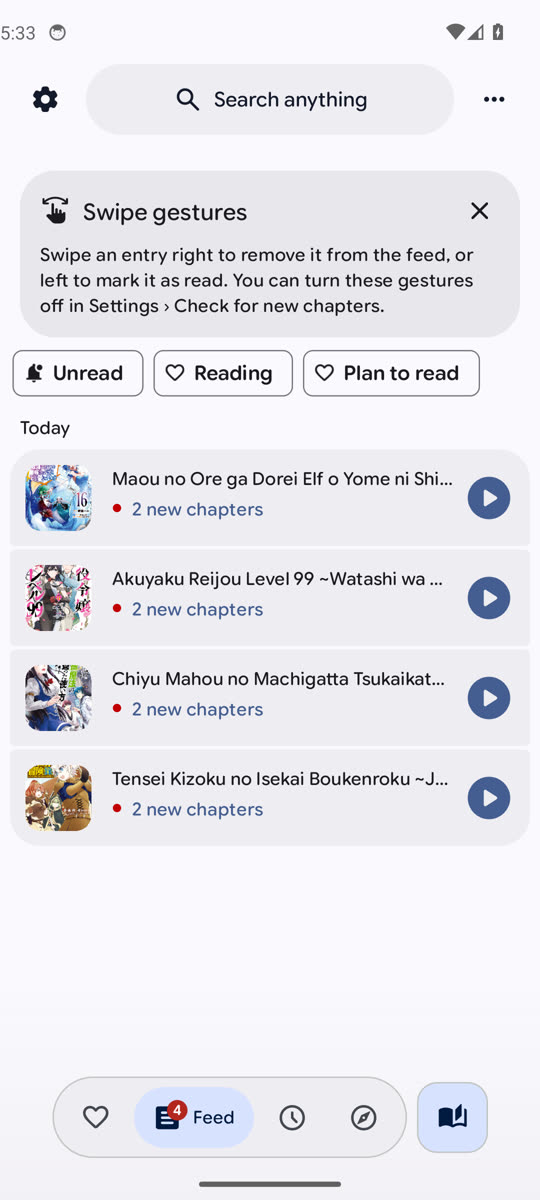 5:33
Search anything
Swipe gestures
Swipe an entry right to remove it from the feed, or
left to mark it as read. You can turn these gestures
off in Settings › Check for new chapters.
Unread
Reading
Plan to read
Today
Maou no Ore ga Dorei Elf o Yome ni Shi...
16
2 new chapters
Akuyaku Reijou Level 99 ~Watashi wa ...
2 new chapters
Chiyu Mahou no Machigatta Tsukaikat...
2 new chapters
Tensei Kizoku no Isekai Boukenroku ~J...
2 new chapters
4
Feed